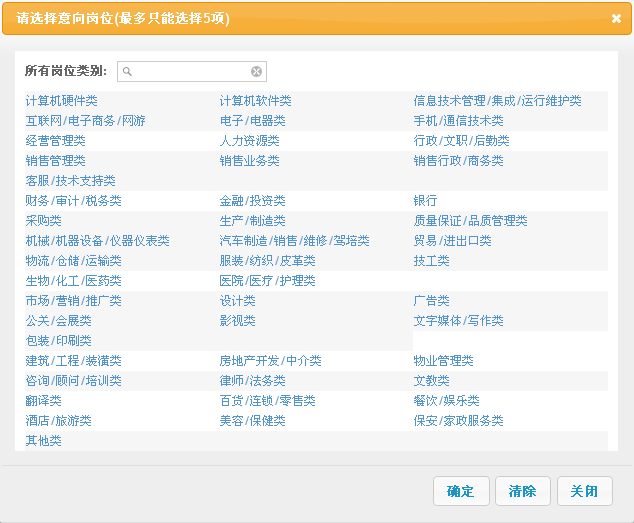 请选择意向岗位(最多只能选择5项)
所有岗位类别:
计算机硬件类 计算机软件类 信息技术管理/集成/运行维护类
互联网/电子商务/网游 电子/电器类 手机/通信技术类
经营管理类 人力资源类 行政/文职/后勤类
销售管理类 销售业务类 销售行政/商务类
客服/技术支持类
财务/审计/税务类 金融/投资类 银行
采购类 生产/制造类 质量保证/品质管理类
机械/机器设备/仪器仪表类 汽车制造/销售/维修/驾培类 贸易/进出口类
物流/仓储/运输类 服装/纺织/皮革类 技工类
生物/化工/医药类 医院/医疗/护理类
市场/营销/推广类 设计类 广告类
公关/会展类 影视类 文字媒体/写作类
包装/印刷类
建筑/工程/装潢类 房地产开发/中介类 物业管理类
咨询/顾问/培训类 律师/法务类 文教类
翻译类 百货/连锁/零售类 餐饮/娱乐类
酒店/旅游类 美容/保健类 保安/家政服务类
其他类
确定 清除 关闭